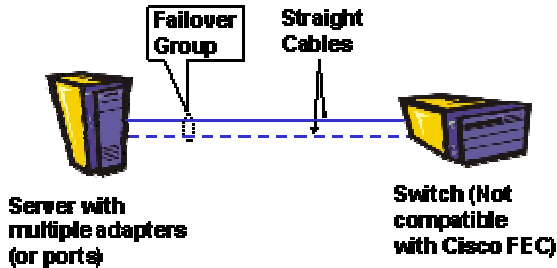 Failover
Group
Straight
Cables
Server with
multiple adapters
(or ports)
Switch (Not
compatible
with Cisco FEC)